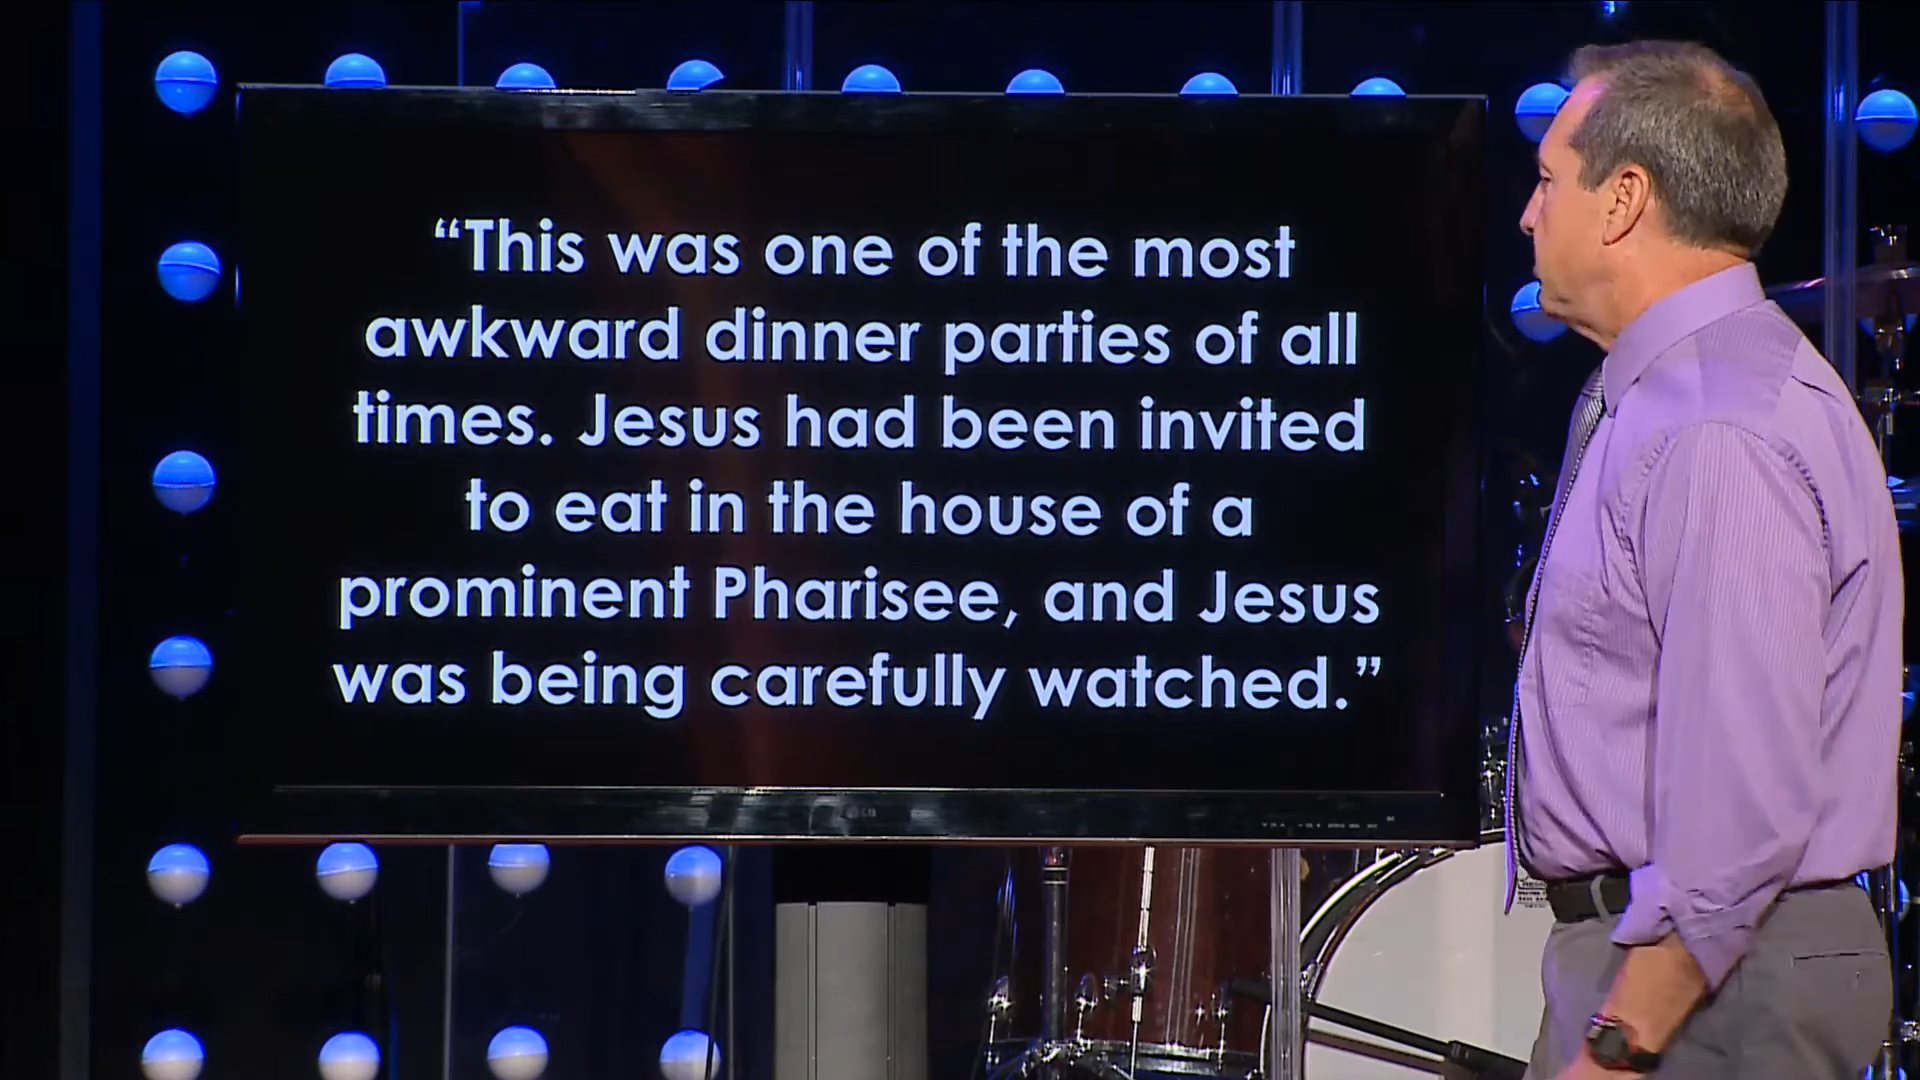 “This was one of the most
awkward dinner parties of all
times. Jesus had been invited
to eat in the house of a
prominent Pharisee, and Jesus
was being carefully watched.”
LG